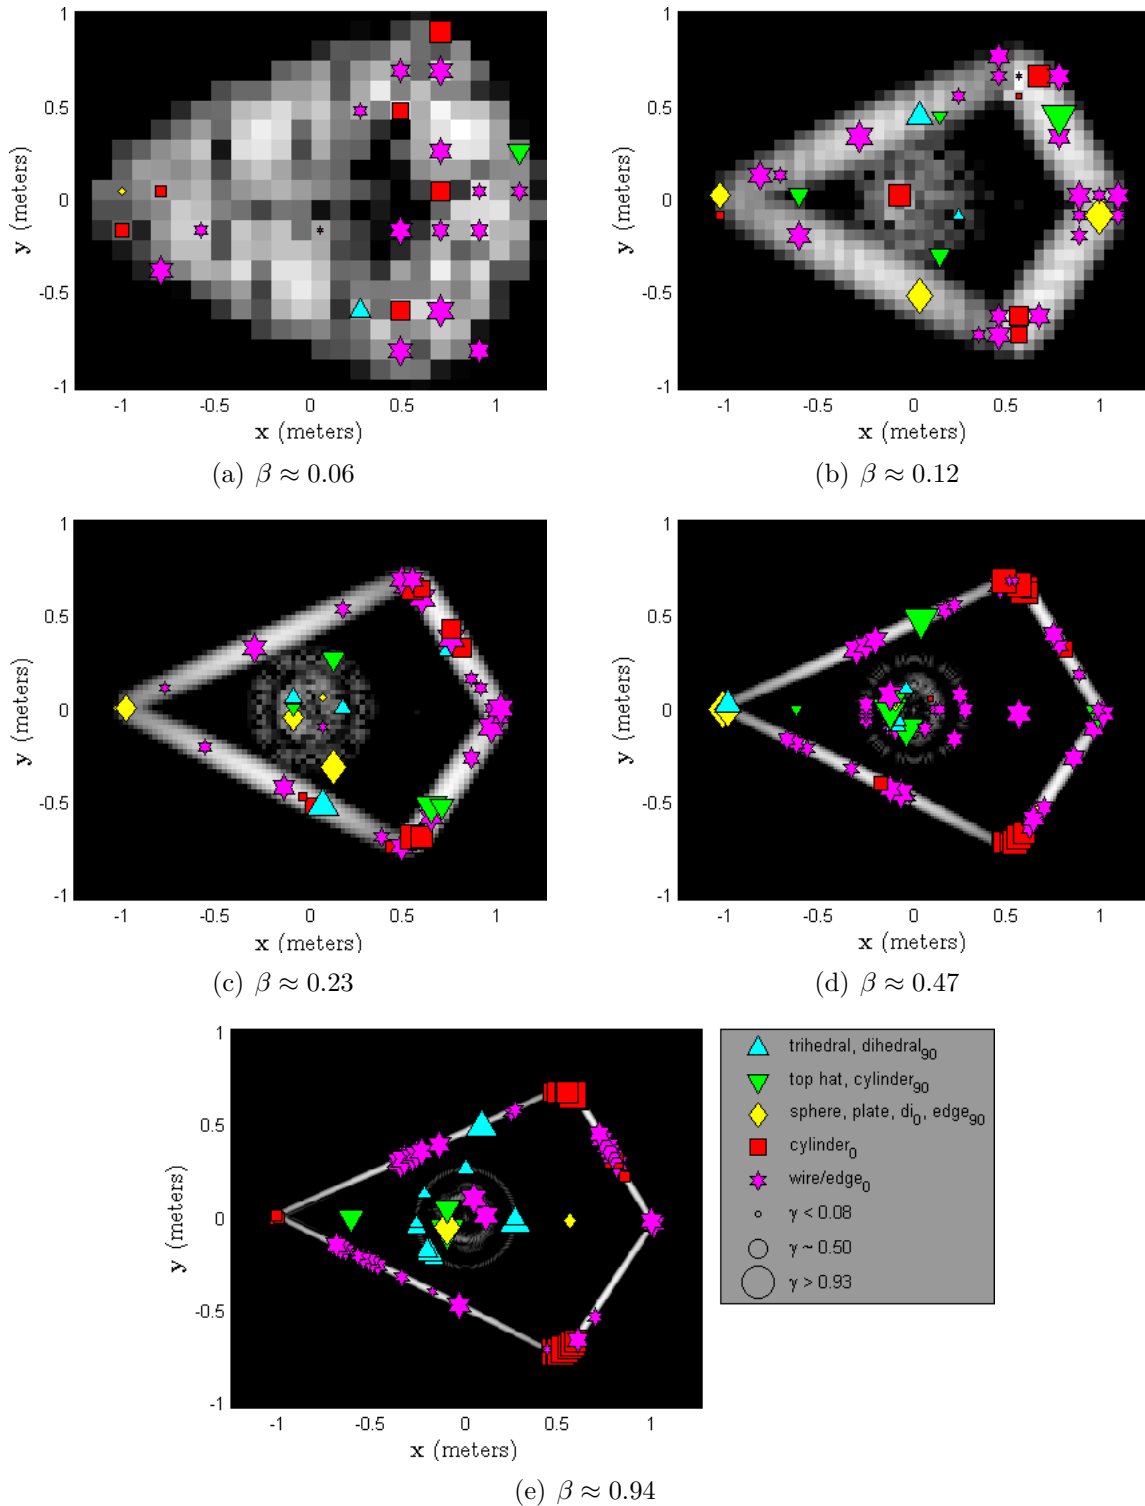 1
0.5
0
-0.5
-1
y (meters)
-1 -0.5 0 0.5 1
x (meters)
(a) β ≈ 0.06
1
0.5
0
-0.5
-1
y (meters)
-1 -0.5 0 0.5 1
x (meters)
(b) β ≈ 0.12
1
0.5
0
-0.5
-1
y (meters)
-1 -0.5 0 0.5 1
x (meters)
(c) β ≈ 0.23
1
0.5
0
-0.5
-1
y (meters)
-1 -0.5 0 0.5 1
x (meters)
(d) β ≈ 0.47
1
0.5
0
-0.5
-1
y (meters)
-1 -0.5 0 0.5 1
x (meters)
trihedral, dihedral₉₀
top hat, cylinder₉₀
sphere, plate, di₀, edge₉₀
cylinder₀
wire/edge₀
γ < 0.08
γ ~ 0.50
γ > 0.93
(e) β ≈ 0.94